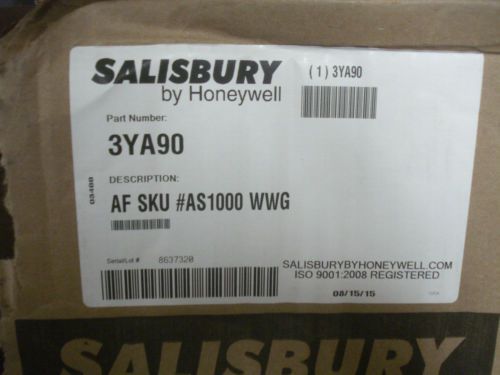 SALISBURY
by Honeywell
( 1 ) 3YA90
Part Number:
3YA90
DESCRIPTION:
AF SKU #AS1000 WWG
03488
Serial/Lot # 8637320
SALISBURYBYHONEYWELL.COM
ISO 9001:2008 REGISTERED
08/15/15
SALISBURY